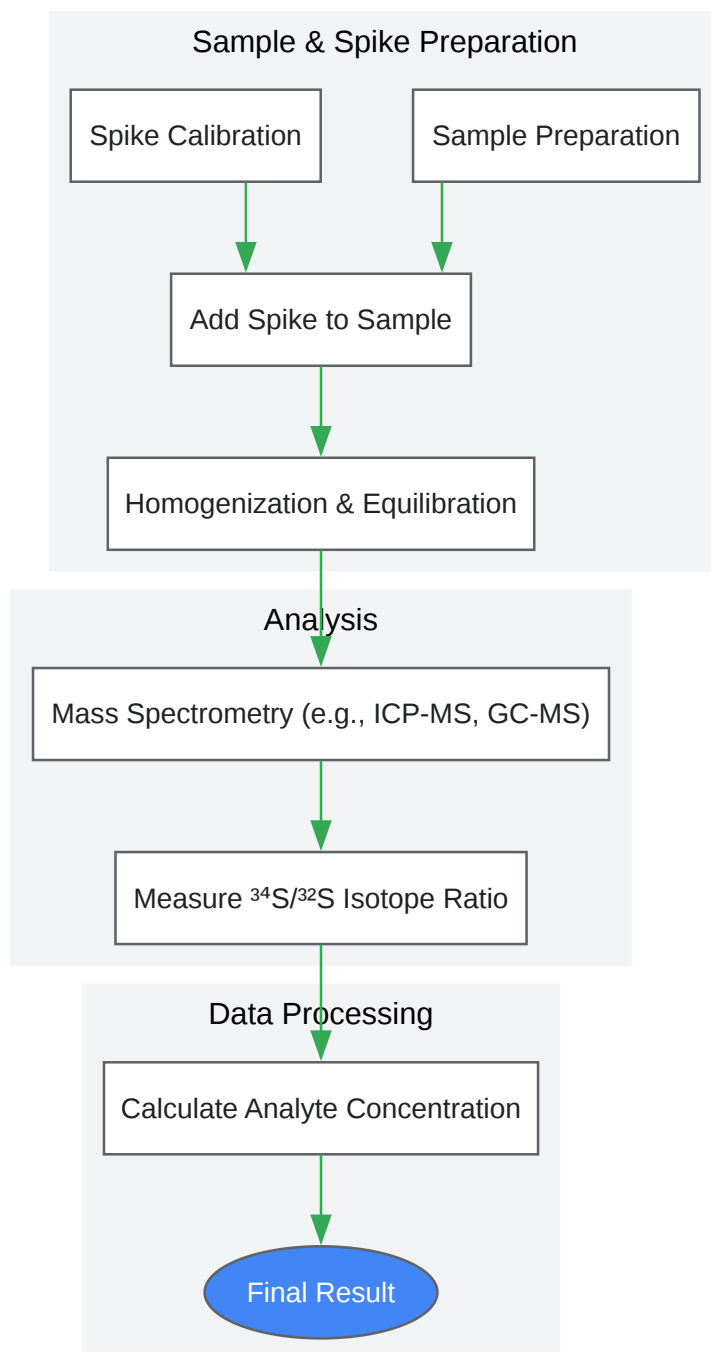 Sample & Spike Preparation
Spike Calibration
Sample Preparation
Add Spike to Sample
Homogenization & Equilibration
Analysis
Mass Spectrometry (e.g., ICP-MS, GC-MS)
Measure ³⁴S/³²S Isotope Ratio
Data Processing
Calculate Analyte Concentration
Final Result